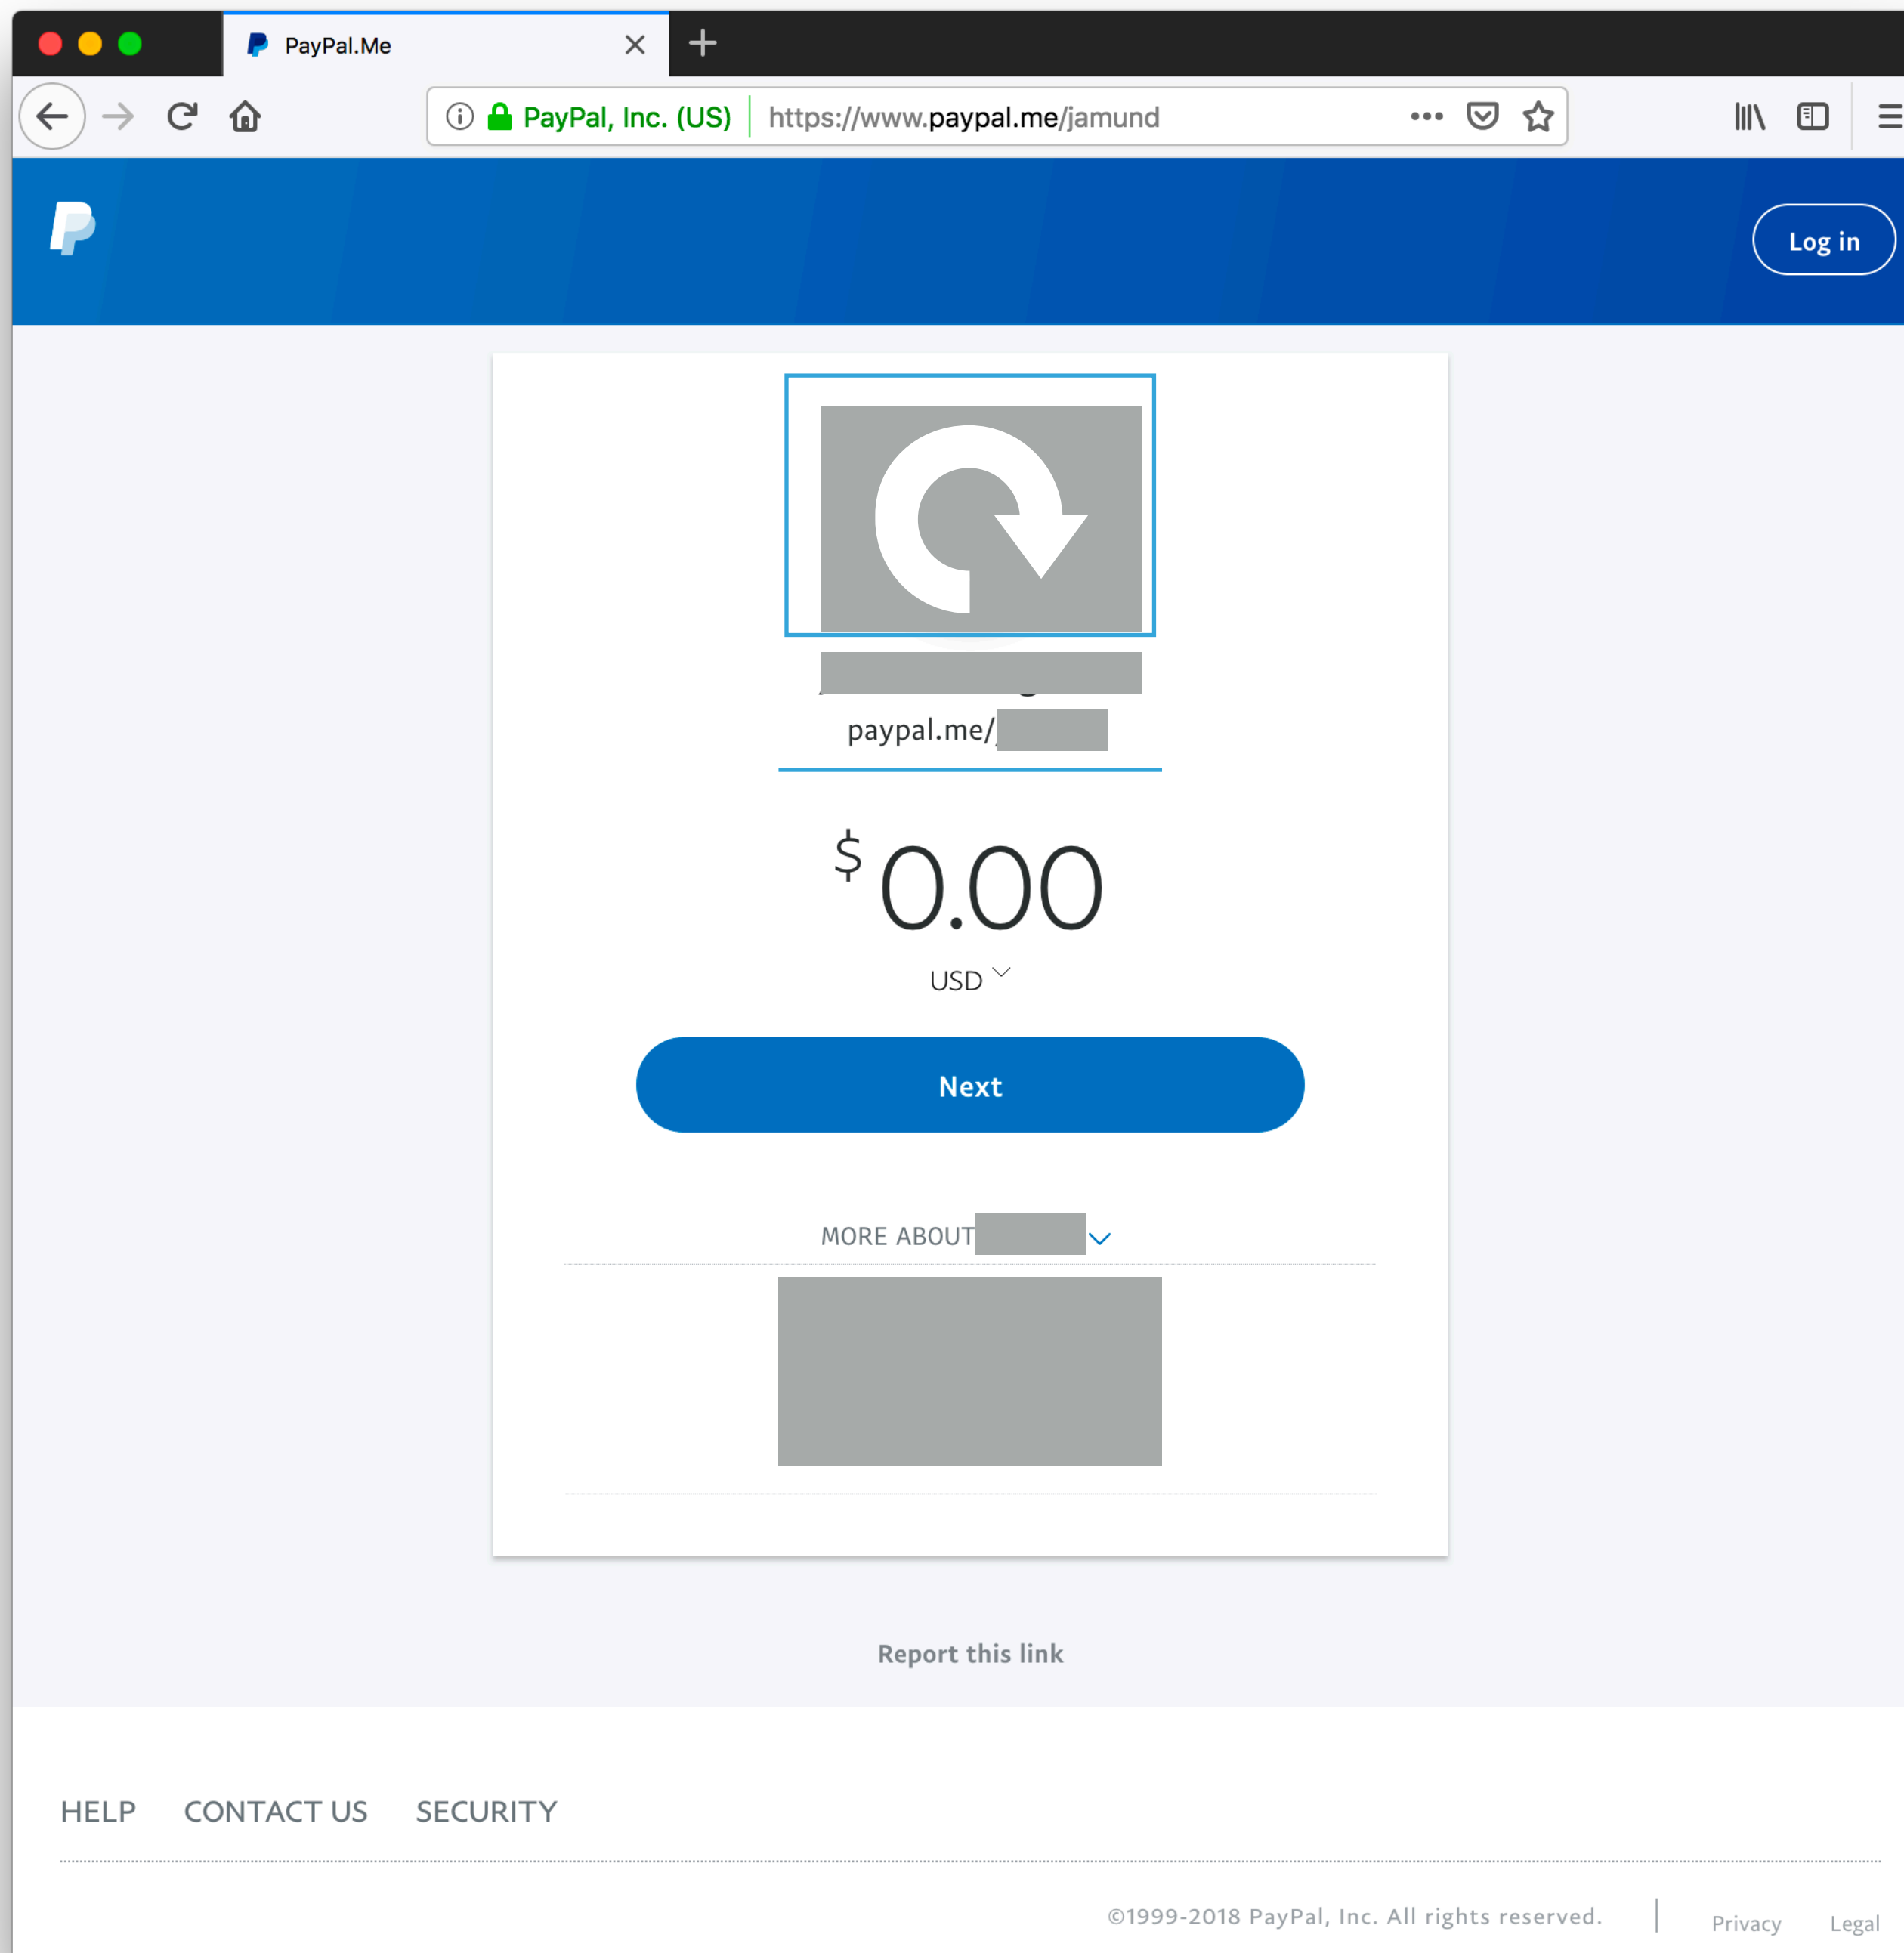 PayPal.Me
PayPal, Inc. (US) https://www.paypal.me/jamund
Log in
paypal.me/
$ 0.00
USD
Next
MORE ABOUT
Report this link
HELP CONTACT US SECURITY
©1999-2018 PayPal, Inc. All rights reserved. | Privacy Legal